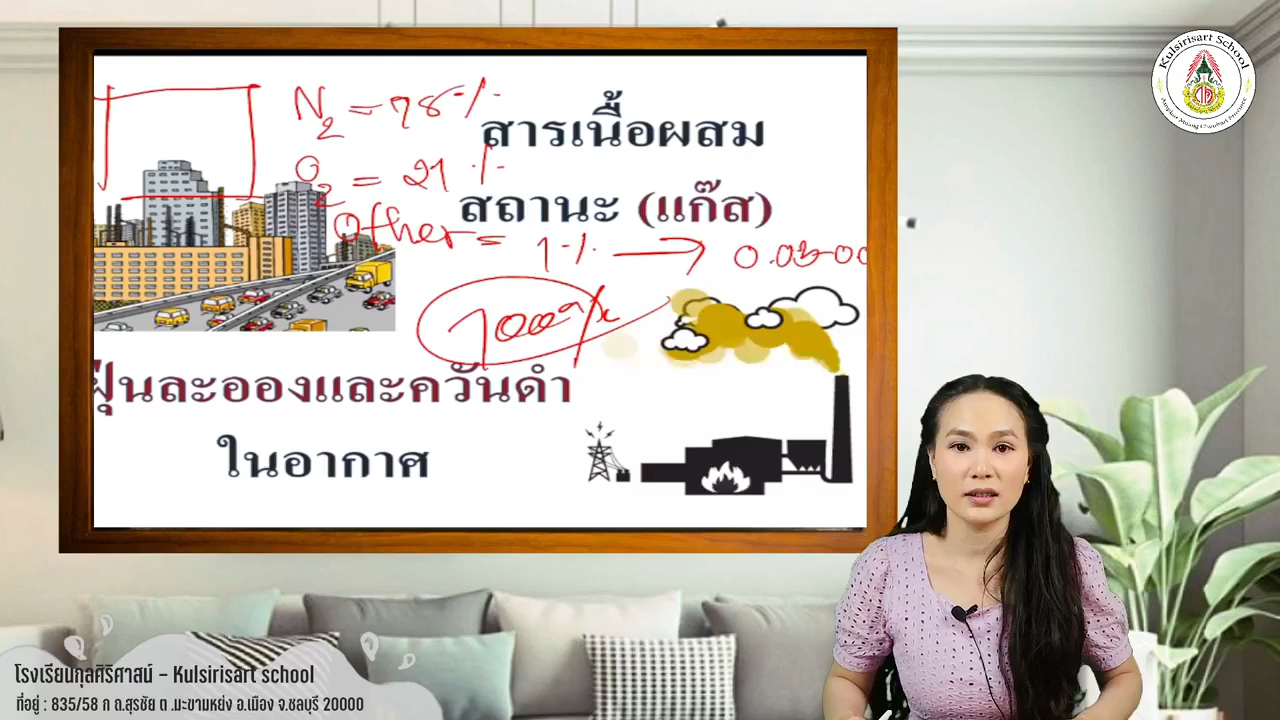 Kulsirisart School
N2 = 78%
สารเนื้อผสม
O2 = 21%
สถานะ (แก๊ส)
Other = 1% → 0.03-00
100%
ฝุ่นละอองและควันดำ
ในอากาศ
โรงเรียนกุลศิริศาสน์ - Kulsirisart school
ที่อยู่ : 835/58 ก ถ.สุรชัย ต .มะขามหย่ง อ.เมือง จ.ชลบุรี 20000